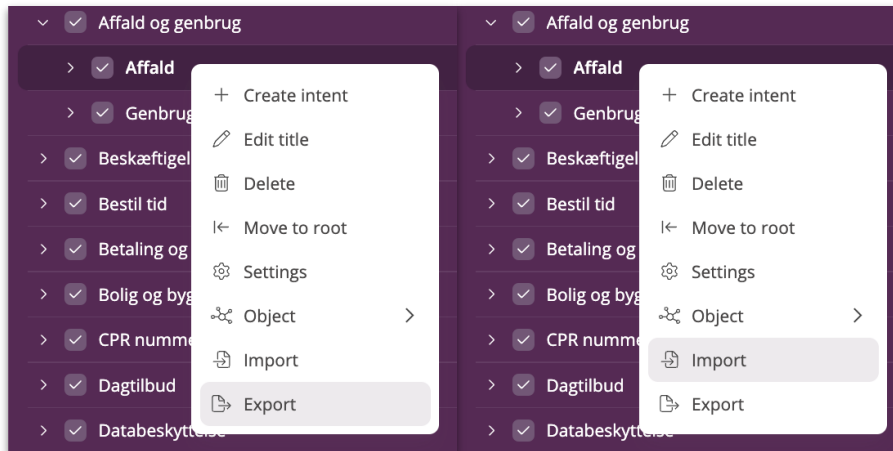 Affald og genbrug
Affald
Create intent
Genbrug
Edit title
Beskæftigel
Delete
Bestil tid
Move to root
Betaling og
Settings
Bolig og byg
Object
CPR numme
Import
Dagtilbud
Export
Databeskyttelse
Affald og genbrug
Affald
Create intent
Genbrug
Edit title
Beskæftigel
Delete
Bestil tid
Move to root
Betaling og
Settings
Bolig og byg
Object
CPR numme
Import
Dagtilbud
Export
Databeskyttelse